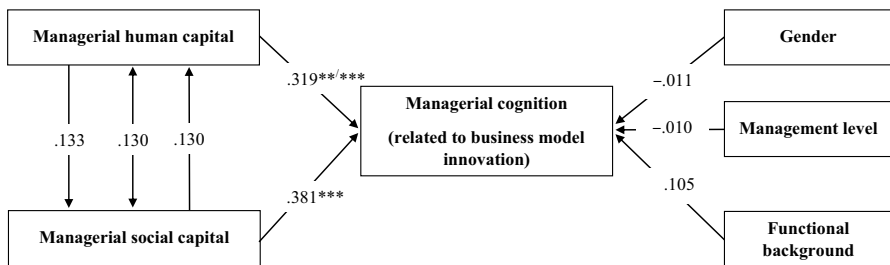 Managerial human capital
Gender
.319**/***
−.011
Managerial cognition
(related to business model
innovation)
.133
.130
.130
−.010
Management level
.381***
.105
Managerial social capital
Functional
background